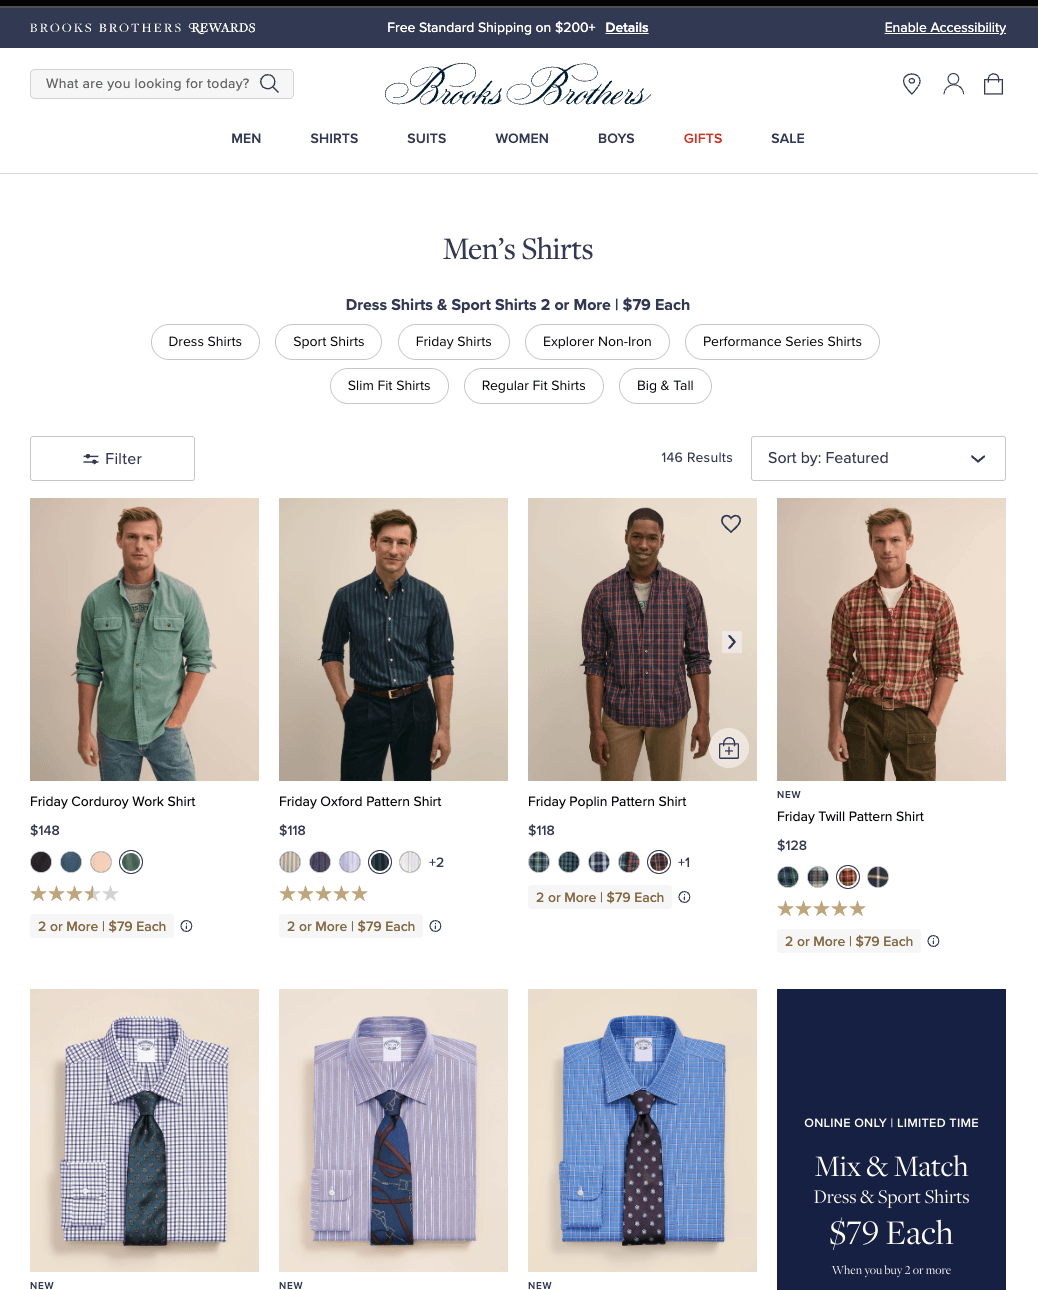 BROOKS BROTHERS REWARDS
Free Standard Shipping on $200+ Details
Enable Accessibility
What are you looking for today?
Brooks Brothers
MEN SHIRTS SUITS WOMEN BOYS GIFTS SALE
Men's Shirts
Dress Shirts & Sport Shirts 2 or More | $79 Each
Dress Shirts Sport Shirts Friday Shirts Explorer Non-Iron Performance Series Shirts
Slim Fit Shirts Regular Fit Shirts Big & Tall
Filter
146 Results
Sort by: Featured
Friday Corduroy Work Shirt
$148
2 or More | $79 Each
Friday Oxford Pattern Shirt
$118
+2
2 or More | $79 Each
Friday Poplin Pattern Shirt
$118
+1
2 or More | $79 Each
NEW
Friday Twill Pattern Shirt
$128
2 or More | $79 Each
NEW
NEW
NEW
ONLINE ONLY | LIMITED TIME
Mix & Match
Dress & Sport Shirts
$79 Each
When you buy 2 or more